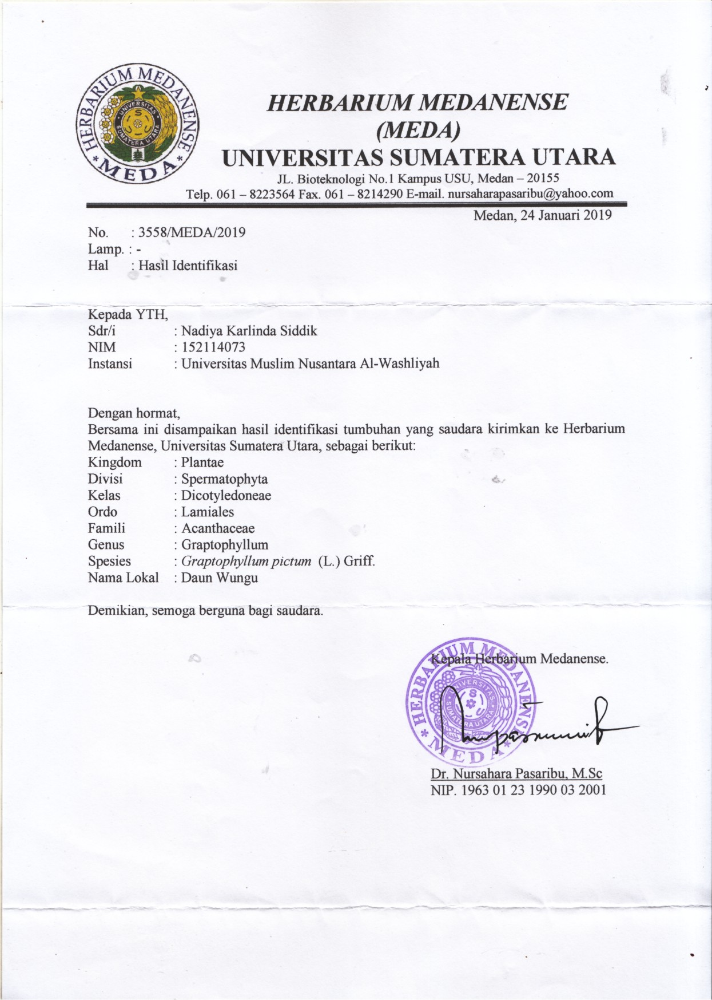 HERBARIUM MEDANENSE
* MEDA *
UNIVERSITAS
SUMATERA UTARA
HERBARIUM MEDANENSE
(MEDA)
UNIVERSITAS SUMATERA UTARA
JL. Bioteknologi No.1 Kampus USU, Medan – 20155
Telp. 061 – 8223564 Fax. 061 – 8214290 E-mail. nursaharapasaribu@yahoo.com
Medan, 24 Januari 2019
No. : 3558/MEDA/2019
Lamp. : -
Hal : Hasil Identifikasi
Kepada YTH,
Sdr/i : Nadiya Karlinda Siddik
NIM : 152114073
Instansi : Universitas Muslim Nusantara Al-Washliyah
Dengan hormat,
Bersama ini disampaikan hasil identifikasi tumbuhan yang saudara kirimkan ke Herbarium
Medanense, Universitas Sumatera Utara, sebagai berikut:
Kingdom : Plantae
Divisi : Spermatophyta
Kelas : Dicotyledoneae
Ordo : Lamiales
Famili : Acanthaceae
Genus : Graptophyllum
Spesies : Graptophyllum pictum (L.) Griff.
Nama Lokal : Daun Wungu
Demikian, semoga berguna bagi saudara.
Kepala Herbarium Medanense.
HERBARIUM MEDANENSE
* MEDA *
UNIVERSITAS
SUMATERA UTARA
Dr. Nursahara Pasaribu, M.Sc
NIP. 1963 01 23 1990 03 2001